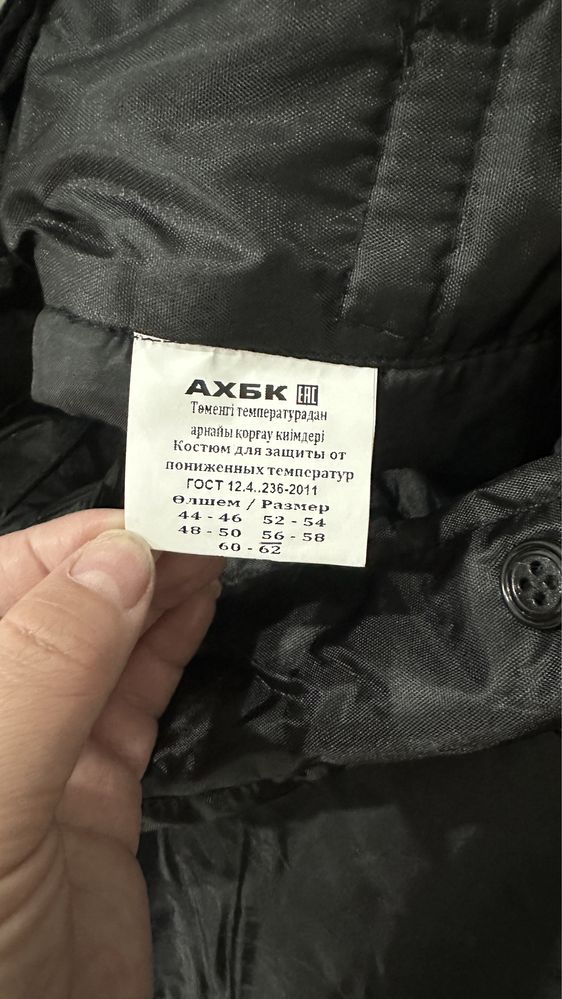 АХБК EAC
Төменгі температурадан
арнайы қорғау киімдері
Костюм для защиты от
пониженных температур
ГОСТ 12.4..236-2011
Өлшем / Размер
44 - 46 52 - 54
48 - 50 56 - 58
60 - 62